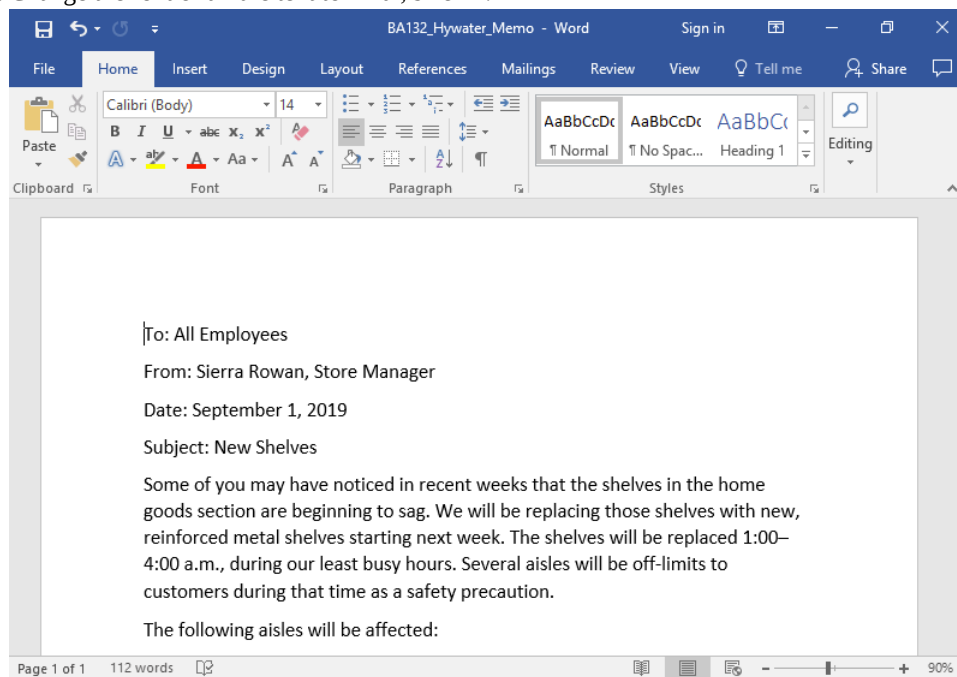 BA132_Hywater_Memo - Word Sign in
File Home Insert Design Layout References Mailings Review View Tell me Share
Calibri (Body) 14
Paste B I U abc X₂ X² AaBbCcDc AaBbCcDc AaBbC Editing
A ab A Aa A A ¶ Normal ¶ No Spac... Heading 1
Clipboard Font Paragraph Styles
To: All Employees
From: Sierra Rowan, Store Manager
Date: September 1, 2019
Subject: New Shelves
Some of you may have noticed in recent weeks that the shelves in the home
goods section are beginning to sag. We will be replacing those shelves with new,
reinforced metal shelves starting next week. The shelves will be replaced 1:00–
4:00 a.m., during our least busy hours. Several aisles will be off-limits to
customers during that time as a safety precaution.
The following aisles will be affected:
Page 1 of 1 112 words 90%